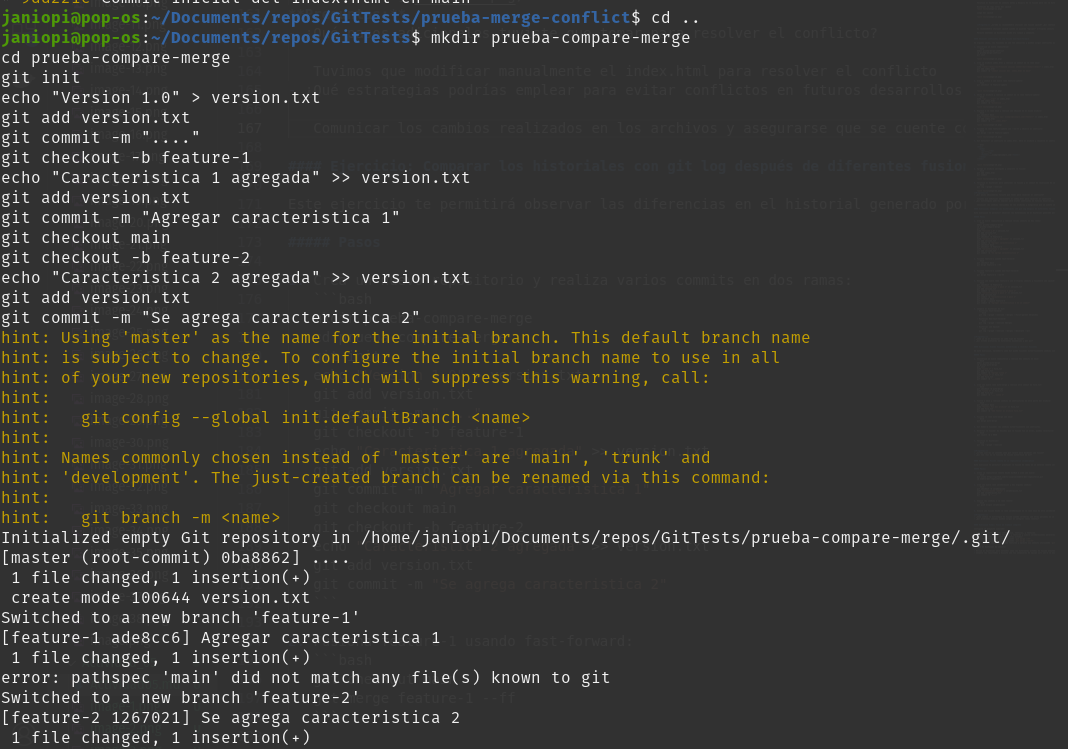 janiopi@pop-os:~/Documents/repos/GitTests/prueba-merge-conflict$ cd ..
janiopi@pop-os:~/Documents/repos/GitTests$ mkdir prueba-compare-merge
cd prueba-compare-merge
git init
echo "Version 1.0" > version.txt
git add version.txt
git commit -m "...."
git checkout -b feature-1
echo "Caracteristica 1 agregada" >> version.txt
git add version.txt
git commit -m "Agregar caracteristica 1"
git checkout main
git checkout -b feature-2
echo "Caracteristica 2 agregada" >> version.txt
git add version.txt
git commit -m "Se agrega caracteristica 2"
hint: Using 'master' as the name for the initial branch. This default branch name
hint: is subject to change. To configure the initial branch name to use in all
hint: of your new repositories, which will suppress this warning, call:
hint:
hint:   git config --global init.defaultBranch <name>
hint:
hint: Names commonly chosen instead of 'master' are 'main', 'trunk' and
hint: 'development'. The just-created branch can be renamed via this command:
hint:
hint:   git branch -m <name>
Initialized empty Git repository in /home/janiopi/Documents/repos/GitTests/prueba-compare-merge/.git/
[master (root-commit) 0ba8862] ....
 1 file changed, 1 insertion(+)
 create mode 100644 version.txt
Switched to a new branch 'feature-1'
[feature-1 ade8cc6] Agregar caracteristica 1
 1 file changed, 1 insertion(+)
error: pathspec 'main' did not match any file(s) known to git
Switched to a new branch 'feature-2'
[feature-2 1267021] Se agrega caracteristica 2
 1 file changed, 1 insertion(+)